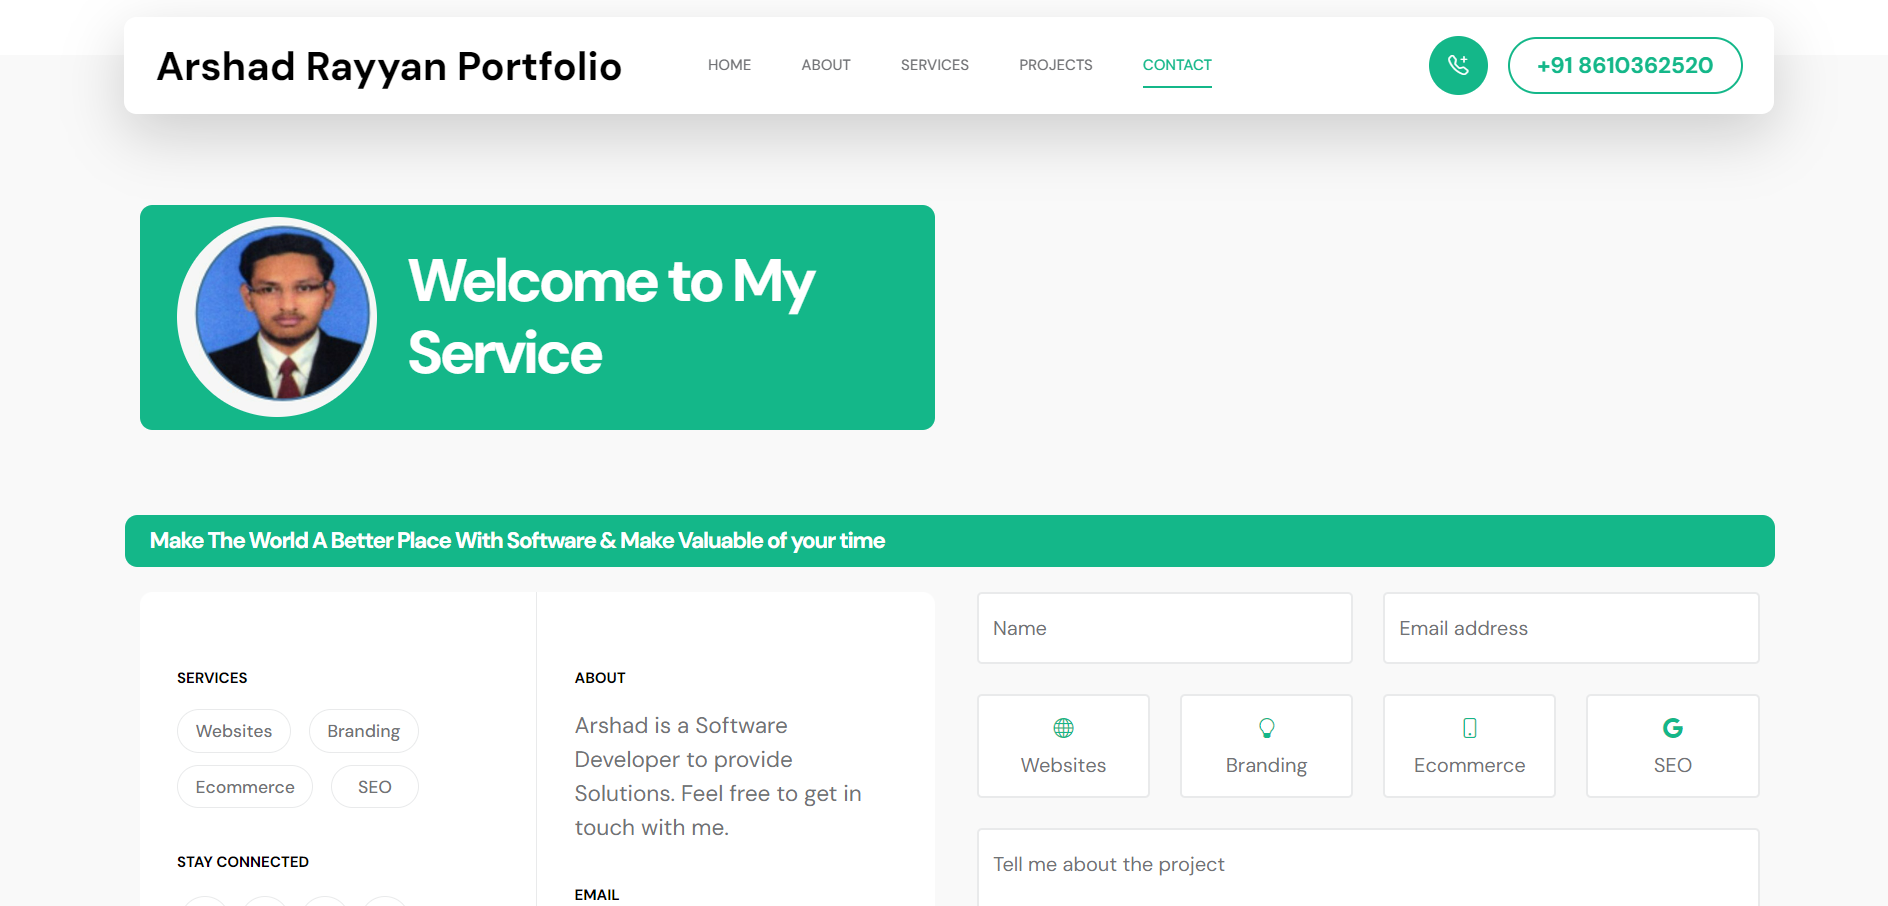 Arshad Rayyan Portfolio
HOME
ABOUT
SERVICES
PROJECTS
CONTACT
+91 8610362520
Welcome to My
Service
Make The World A Better Place With Software & Make Valuable of your time
SERVICES
Websites
Branding
Ecommerce
SEO
STAY CONNECTED
ABOUT
Arshad is a Software
Developer to provide
Solutions. Feel free to get in
touch with me.
EMAIL
Name
Email address
Websites
Branding
Ecommerce
SEO
Tell me about the project